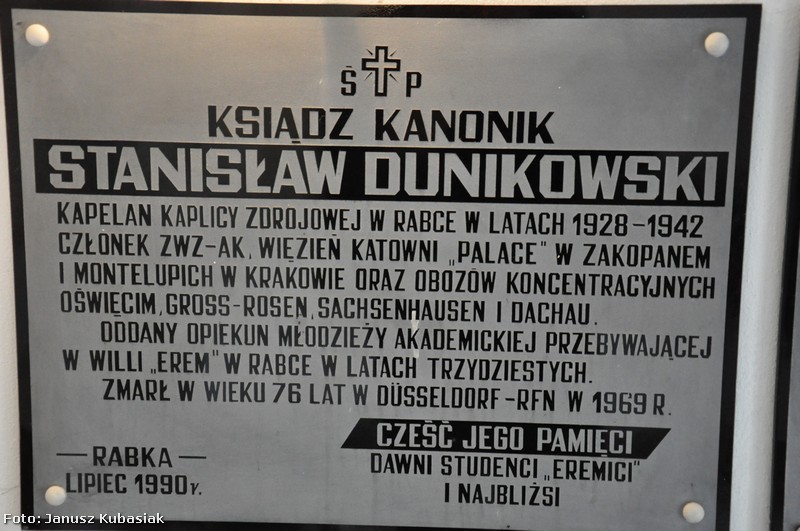 Ś P
KSIĄDZ KANONIK
STANISŁAW DUNIKOWSKI
KAPELAN KAPLICY ZDROJOWEJ W RABCE W LATACH 1928-1942
CZŁONEK ZWZ-AK, WIĘZIEŃ KATOWNI „PALACE" W ZAKOPANEM
I MONTELUPICH W KRAKOWIE ORAZ OBOZÓW KONCENTRACYJNYCH
OŚWIĘCIM, GROSS-ROSEN, SACHSENHAUSEN I DACHAU.
ODDANY OPIEKUN MŁODZIEŻY AKADEMICKIEJ PRZEBYWAJĄCEJ
W WILLI „EREM" W RABCE W LATACH TRZYDZIESTYCH.
ZMARŁ W WIEKU 76 LAT W DÜSSELDORF-RFN W 1969 R.
CZEŚĆ JEGO PAMIĘCI
— RABKA —
LIPIEC 1990 r.
DAWNI STUDENCI „EREMICI"
I NAJBLIŻSI
Foto: Janusz Kubasiak